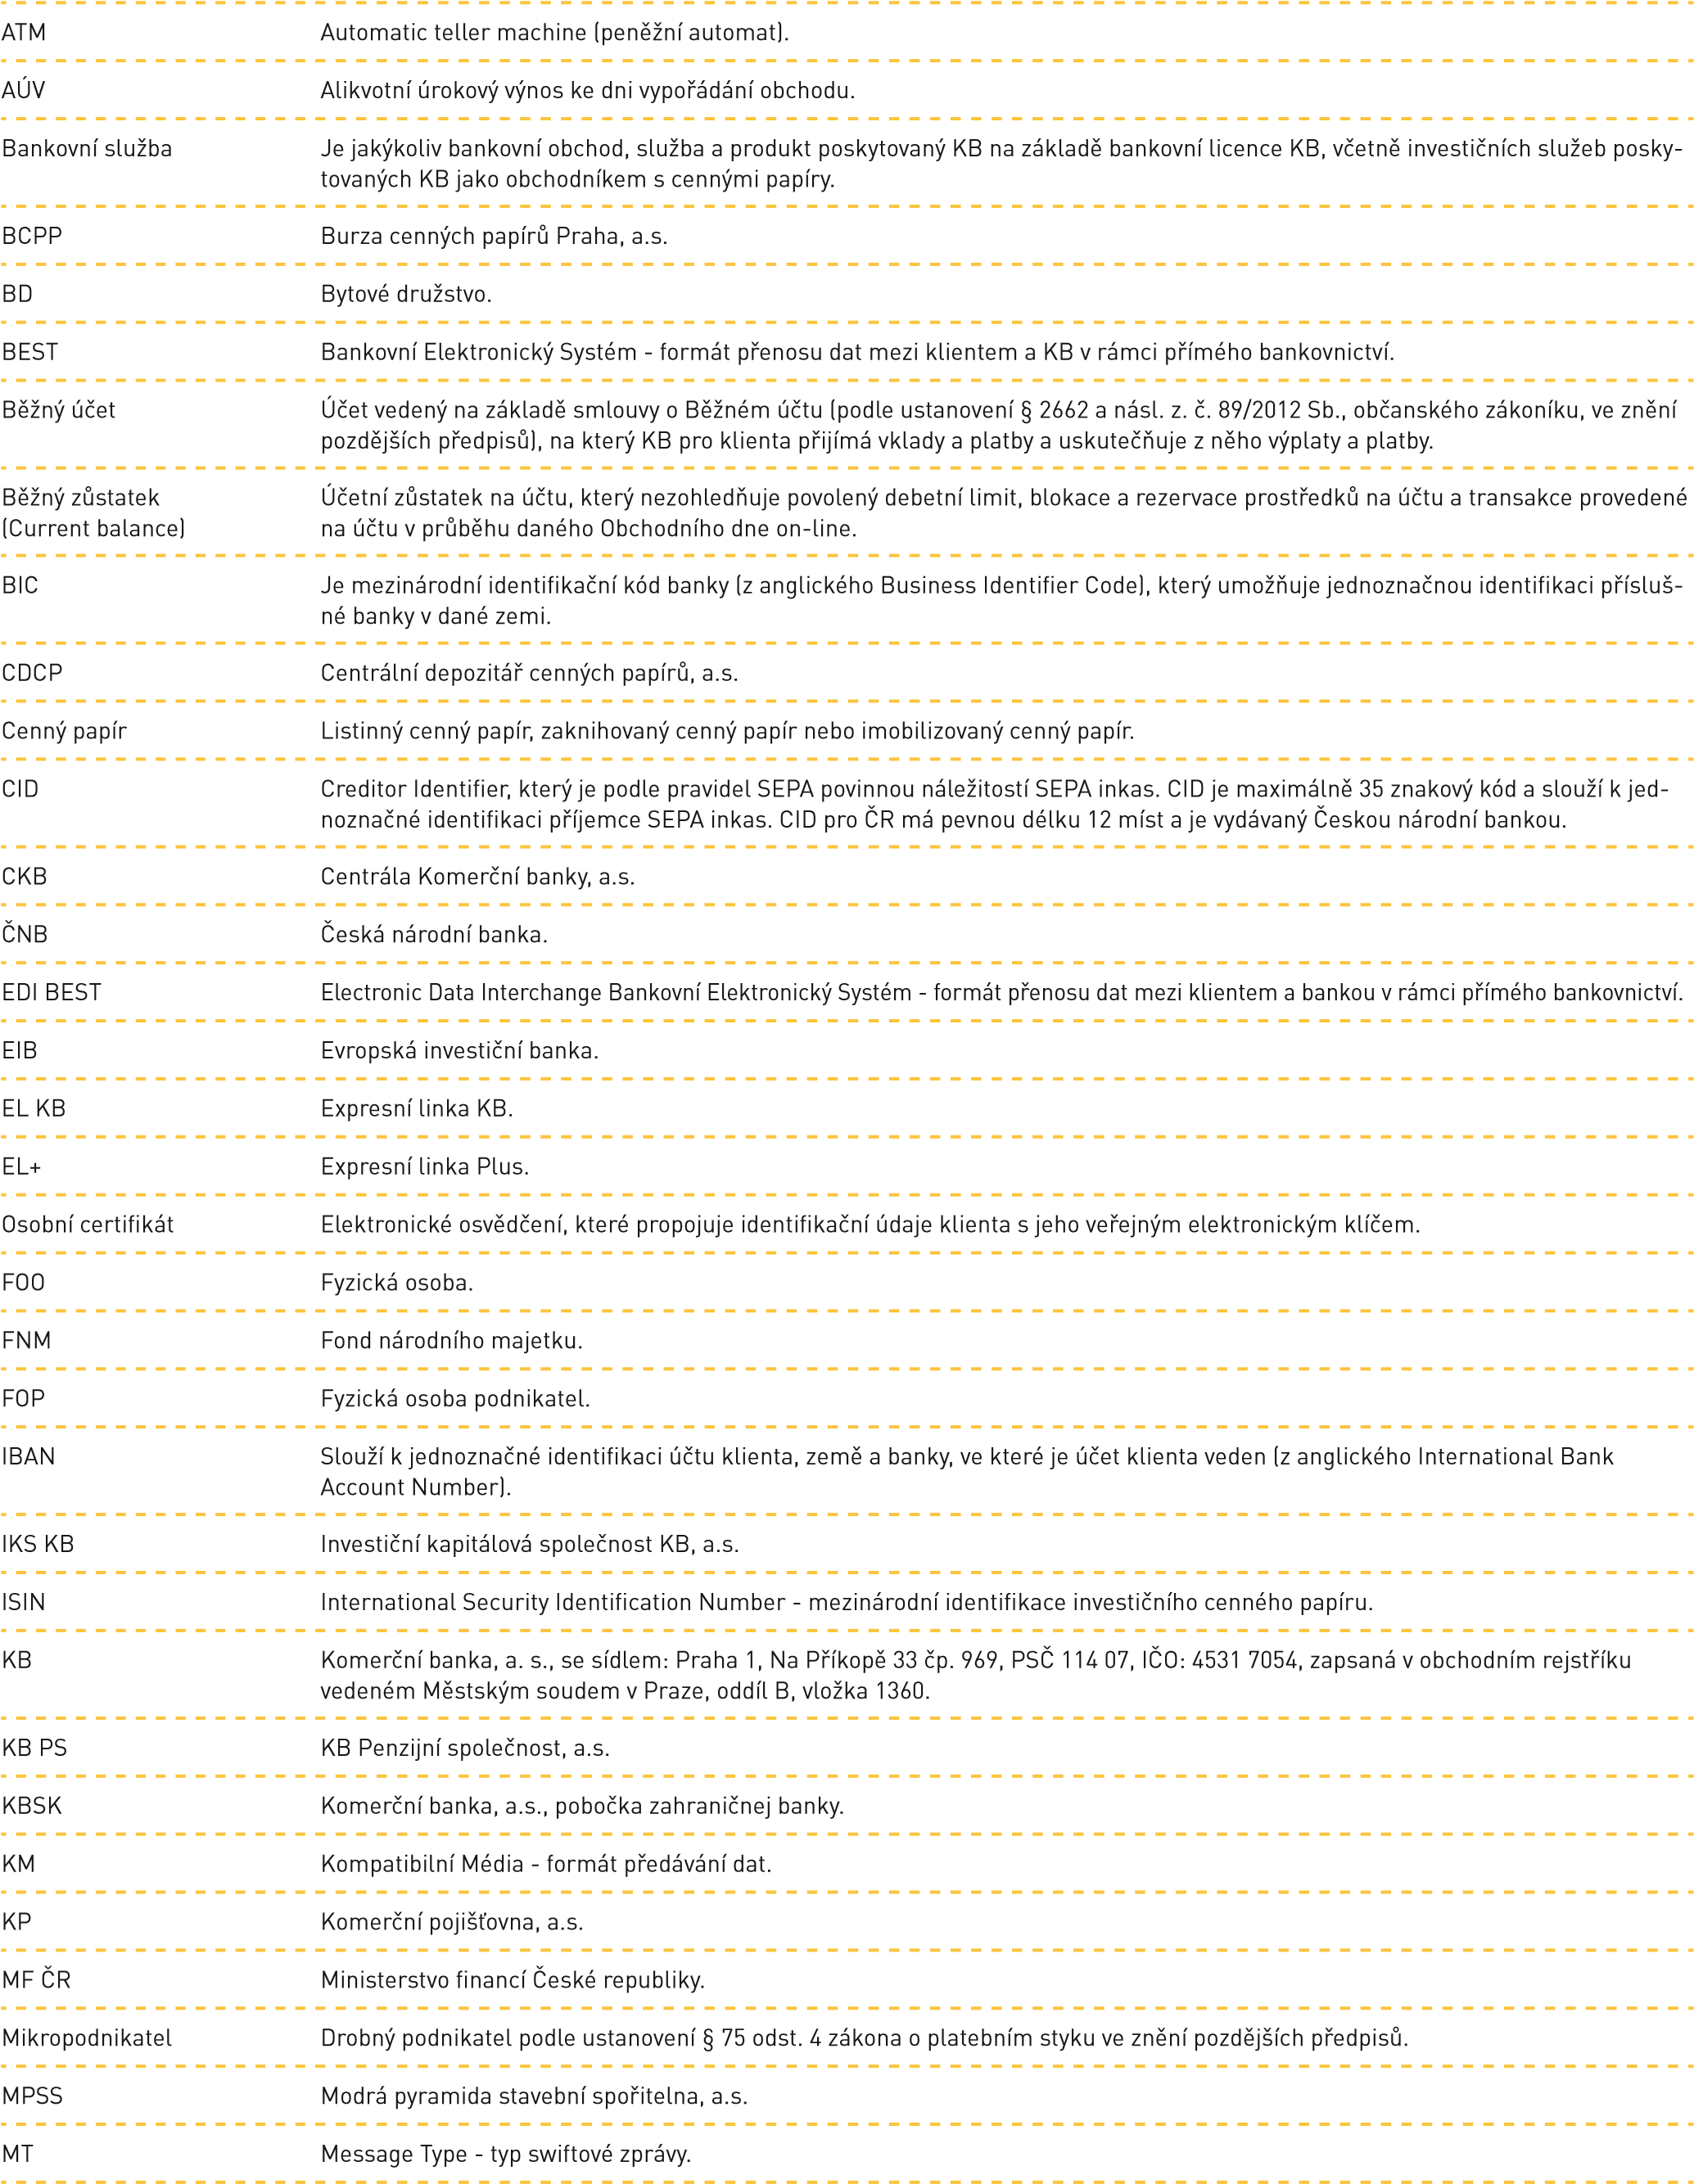 ATM Automatic teller machine (peněžní automat).
AÚV Alikvotní úrokový výnos ke dni vypořádání obchodu.
Bankovní služba Je jakýkoliv bankovní obchod, služba a produkt poskytovaný KB na základě bankovní licence KB, včetně investičních služeb posky-
tovaných KB jako obchodníkem s cennými papíry.
BCPP Burza cenných papírů Praha, a.s.
BD Bytové družstvo.
BEST Bankovní Elektronický Systém - formát přenosu dat mezi klientem a KB v rámci přímého bankovnictví.
Běžný účet Účet vedený na základě smlouvy o Běžném účtu (podle ustanovení § 2662 a násl. z. č. 89/2012 Sb., občanského zákoníku, ve znění
pozdějších předpisů), na který KB pro klienta přijímá vklady a platby a uskutečňuje z něho výplaty a platby.
Běžný zůstatek Účetní zůstatek na účtu, který nezohledňuje povolený debetní limit, blokace a rezervace prostředků na účtu a transakce provedené
(Current balance) na účtu v průběhu daného Obchodního dne on-line.
BIC Je mezinárodní identifikační kód banky (z anglického Business Identifier Code), který umožňuje jednoznačnou identifikaci přísluš-
né banky v dané zemi.
CDCP Centrální depozitář cenných papírů, a.s.
Cenný papír Listinný cenný papír, zaknihovaný cenný papír nebo imobilizovaný cenný papír.
CID Creditor Identifier, který je podle pravidel SEPA povinnou náležitostí SEPA inkas. CID je maximálně 35 znakový kód a slouží k jed-
noznačné identifikaci příjemce SEPA inkas. CID pro ČR má pevnou délku 12 míst a je vydávaný Českou národní bankou.
CKB Centrála Komerční banky, a.s.
ČNB Česká národní banka.
EDI BEST Electronic Data Interchange Bankovní Elektronický Systém - formát přenosu dat mezi klientem a bankou v rámci přímého bankovnictví.
EIB Evropská investiční banka.
EL KB Expresní linka KB.
EL+ Expresní linka Plus.
Osobní certifikát Elektronické osvědčení, které propojuje identifikační údaje klienta s jeho veřejným elektronickým klíčem.
FOO Fyzická osoba.
FNM Fond národního majetku.
FOP Fyzická osoba podnikatel.
IBAN Slouží k jednoznačné identifikaci účtu klienta, země a banky, ve které je účet klienta veden (z anglického International Bank
Account Number).
IKS KB Investiční kapitálová společnost KB, a.s.
ISIN International Security Identification Number - mezinárodní identifikace investičního cenného papíru.
KB Komerční banka, a. s., se sídlem: Praha 1, Na Příkopě 33 čp. 969, PSČ 114 07, IČO: 4531 7054, zapsaná v obchodním rejstříku
vedeném Městským soudem v Praze, oddíl B, vložka 1360.
KB PS KB Penzijní společnost, a.s.
KBSK Komerční banka, a.s., pobočka zahraničnej banky.
KM Kompatibilní Média - formát předávání dat.
KP Komerční pojišťovna, a.s.
MF ČR Ministerstvo financí České republiky.
Mikropodnikatel Drobný podnikatel podle ustanovení § 75 odst. 4 zákona o platebním styku ve znění pozdějších předpisů.
MPSS Modrá pyramida stavební spořitelna, a.s.
MT Message Type - typ swiftové zprávy.